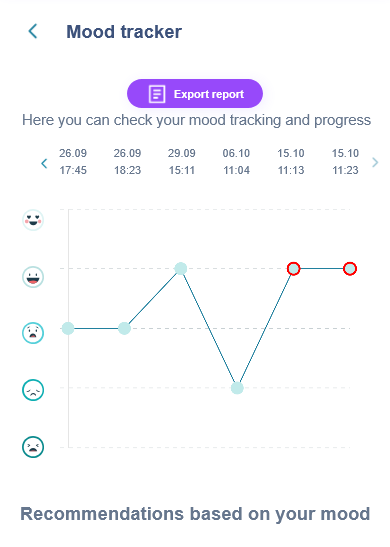 Mood tracker
Export report
Here you can check your mood tracking and progress
26.09 26.09 29.09 06.10 15.10 15.10
17:45 18:23 15:11 11:04 11:13 11:23
Recommendations based on your mood